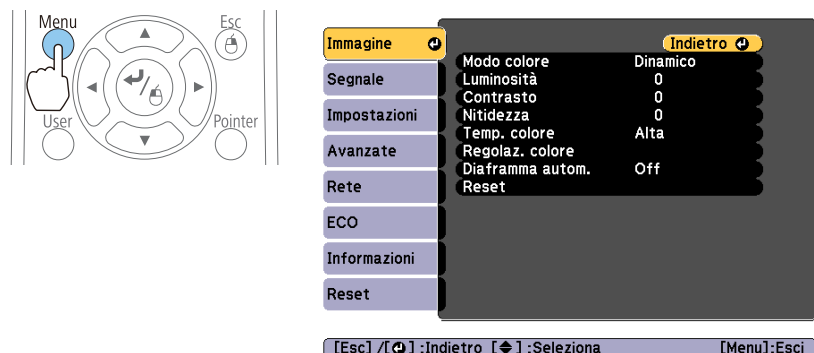 Menu
Esc
User
Pointer
Immagine
Segnale
Impostazioni
Avanzate
Rete
ECO
Informazioni
Reset
Indietro
Modo colore Dinamico
Luminosità 0
Contrasto 0
Nitidezza 0
Temp. colore Alta
Regolaz. colore
Diaframma autom. Off
Reset
[Esc] /[ ] :Indietro [ ] :Seleziona [Menu]:Esci